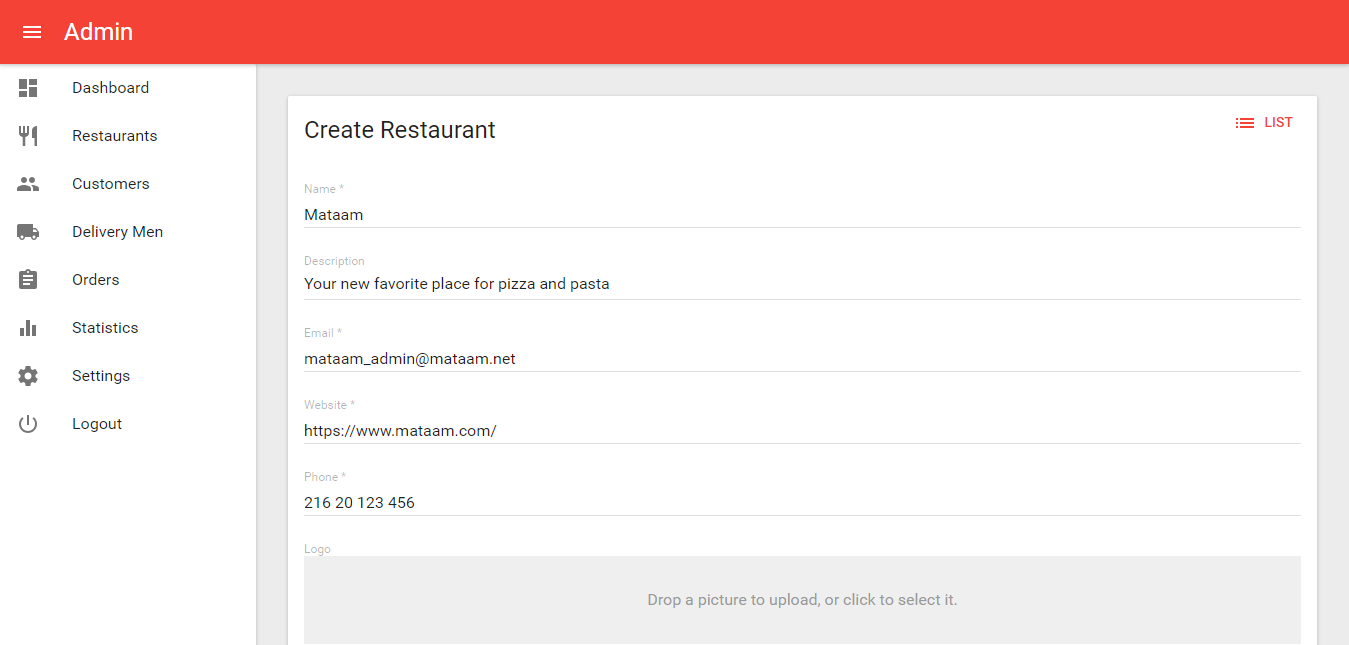 Admin
Dashboard
Restaurants
Customers
Delivery Men
Orders
Statistics
Settings
Logout
Create Restaurant
LIST
Name *
Mataam
Description
Your new favorite place for pizza and pasta
Email *
mataam_admin@mataam.net
Website *
https://www.mataam.com/
Phone *
216 20 123 456
Logo
Drop a picture to upload, or click to select it.